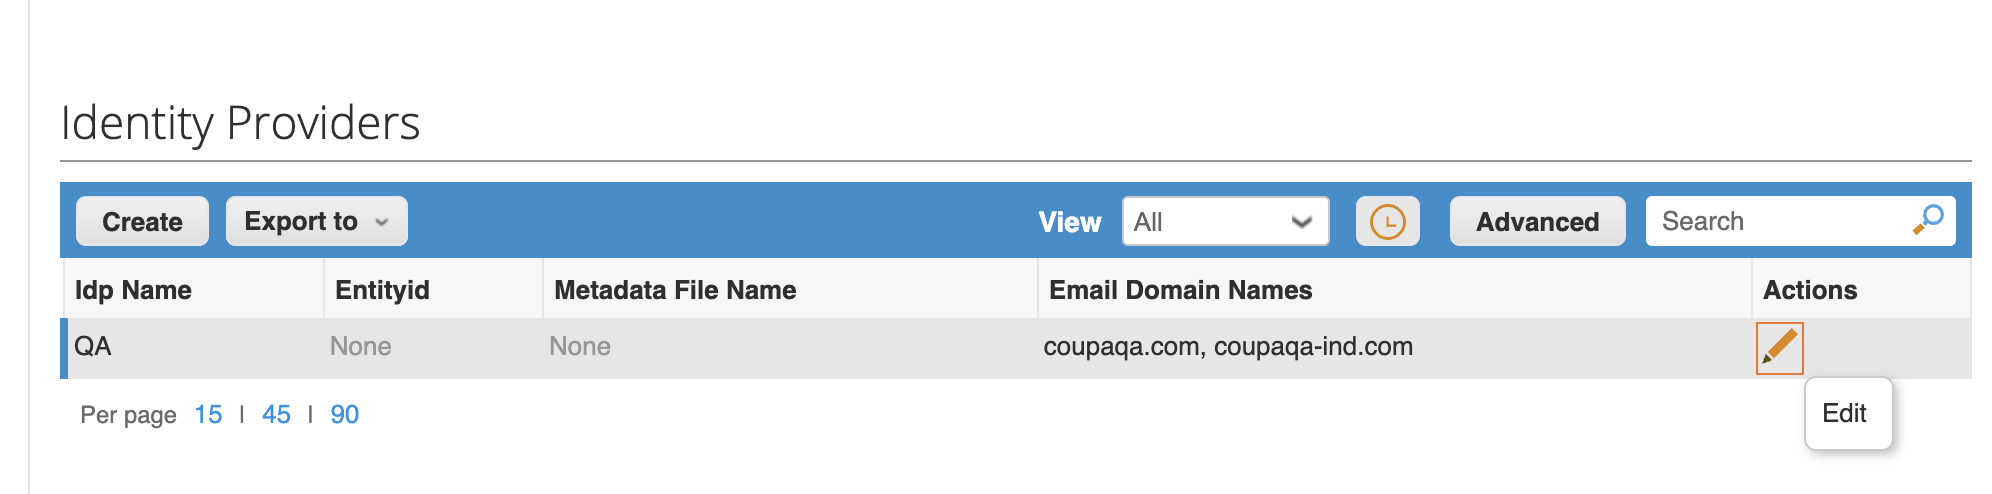 Identity Providers
Create Export to View All Advanced Search
Idp Name Entityid Metadata File Name Email Domain Names Actions
QA None None coupaqa.com, coupaqa-ind.com
Per page 15 | 45 | 90
Edit